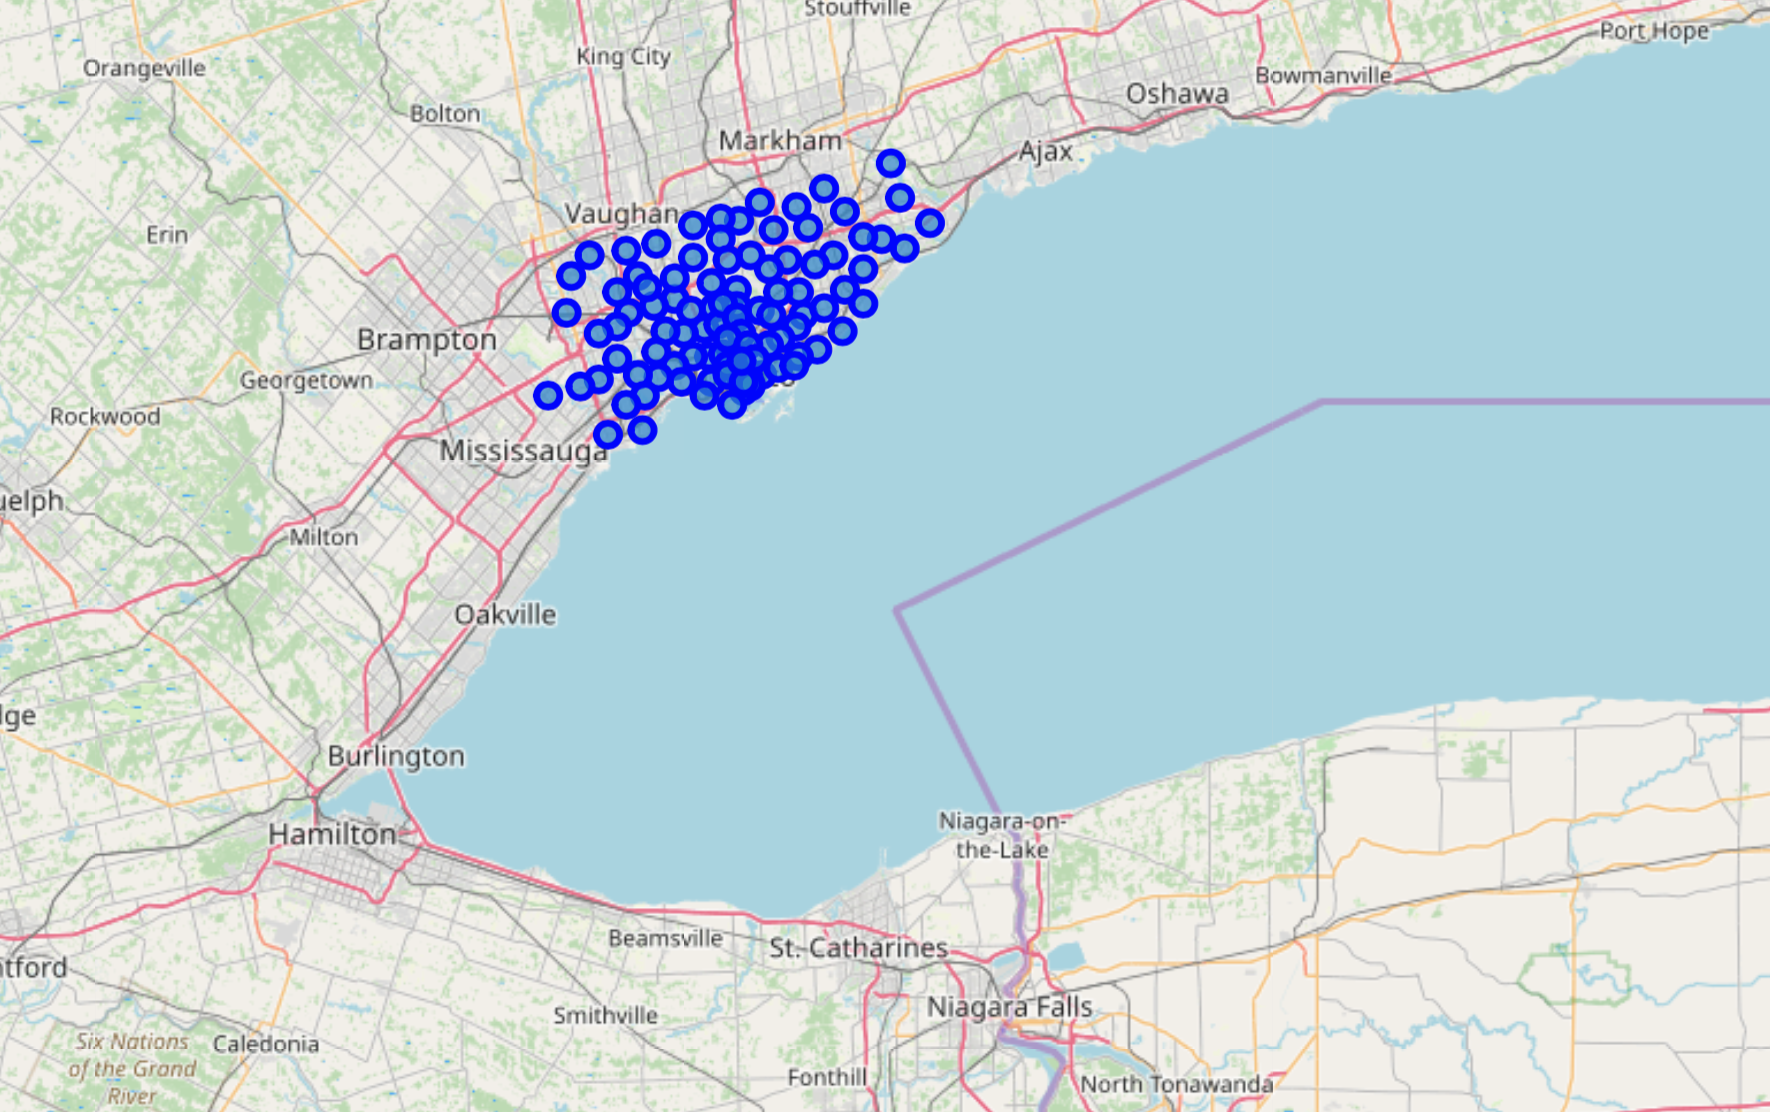 Stouffville
Port Hope
King City
Orangeville
Bowmanville
Oshawa
Bolton
Markham
Ajax
Vaughan
Erin
Brampton
Georgetown
Rockwood
Mississauga
uelph
Milton
Oakville
lge
Burlington
Niagara-on-
the-Lake
Hamilton
Beamsville
St. Catharines
ntford
Niagara Falls
Smithville
Six Nations
of the Grand
River
Caledonia
Fonthill
North Tonawanda